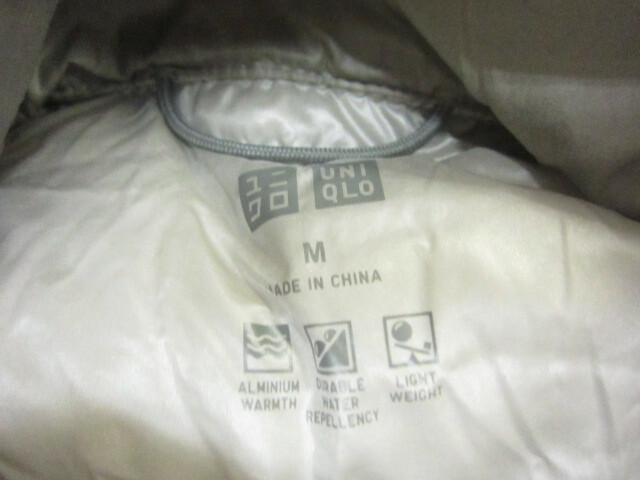 ユニ
クロ
UNI
QLO
M
MADE IN CHINA
ALMINIUM
WARMTH
DURABLE
WATER
REPELLENCY
LIGHT
WEIGHT